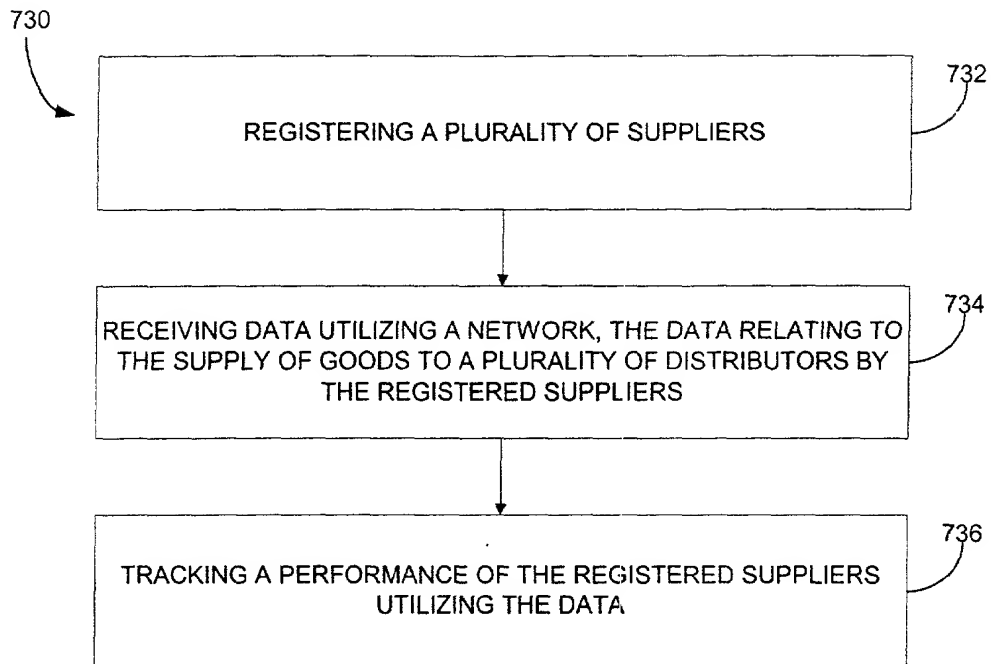 730
732
REGISTERING A PLURALITY OF SUPPLIERS
734
RECEIVING DATA UTILIZING A NETWORK, THE DATA RELATING TO
THE SUPPLY OF GOODS TO A PLURALITY OF DISTRIBUTORS BY
THE REGISTERED SUPPLIERS
736
TRACKING A PERFORMANCE OF THE REGISTERED SUPPLIERS
UTILIZING THE DATA